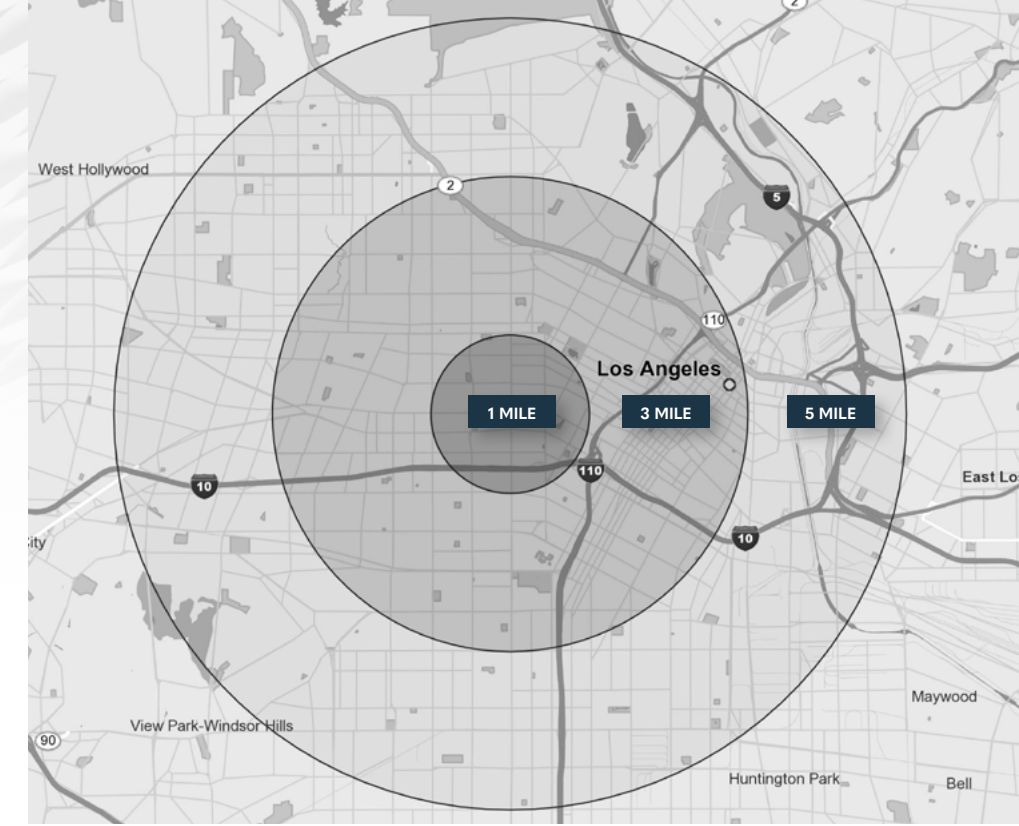 2
West Hollywood
2
5
110
Los Angeles
1 MILE
3 MILE
5 MILE
110
10
East Lo
10
ity
Maywood
View Park-Windsor Hills
90
Huntington Park
Bell